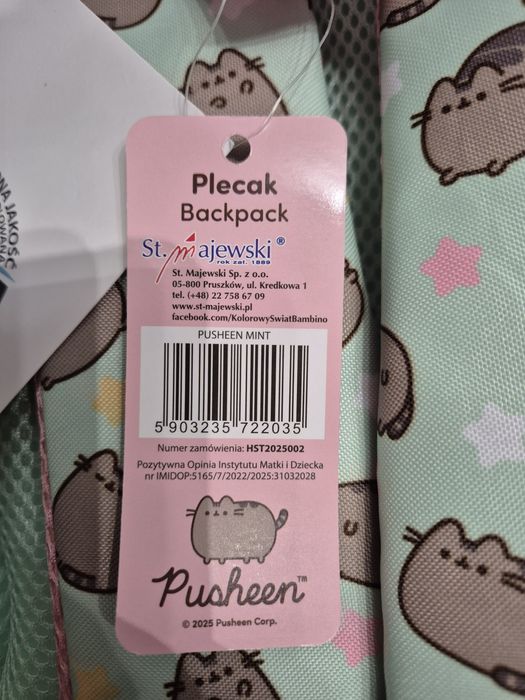 Plecak
Backpack
St. Majewski®
rok zał. 1889
St. Majewski Sp. z o.o.
05-800 Pruszków, ul. Kredkowa 1
tel. (+48) 22 758 67 09
www.st-majewski.pl
facebook.com/KolorowySwiatBambino
PUSHEEN MINT
5 903235 722035
Numer zamówienia: HST2025002
Pozytywna Opinia Instytutu Matki i Dziecka
nr IMIDOP:5165/7/2022/2025:31032028
Pusheen™
© 2025 Pusheen Corp.
JAKOŚĆ